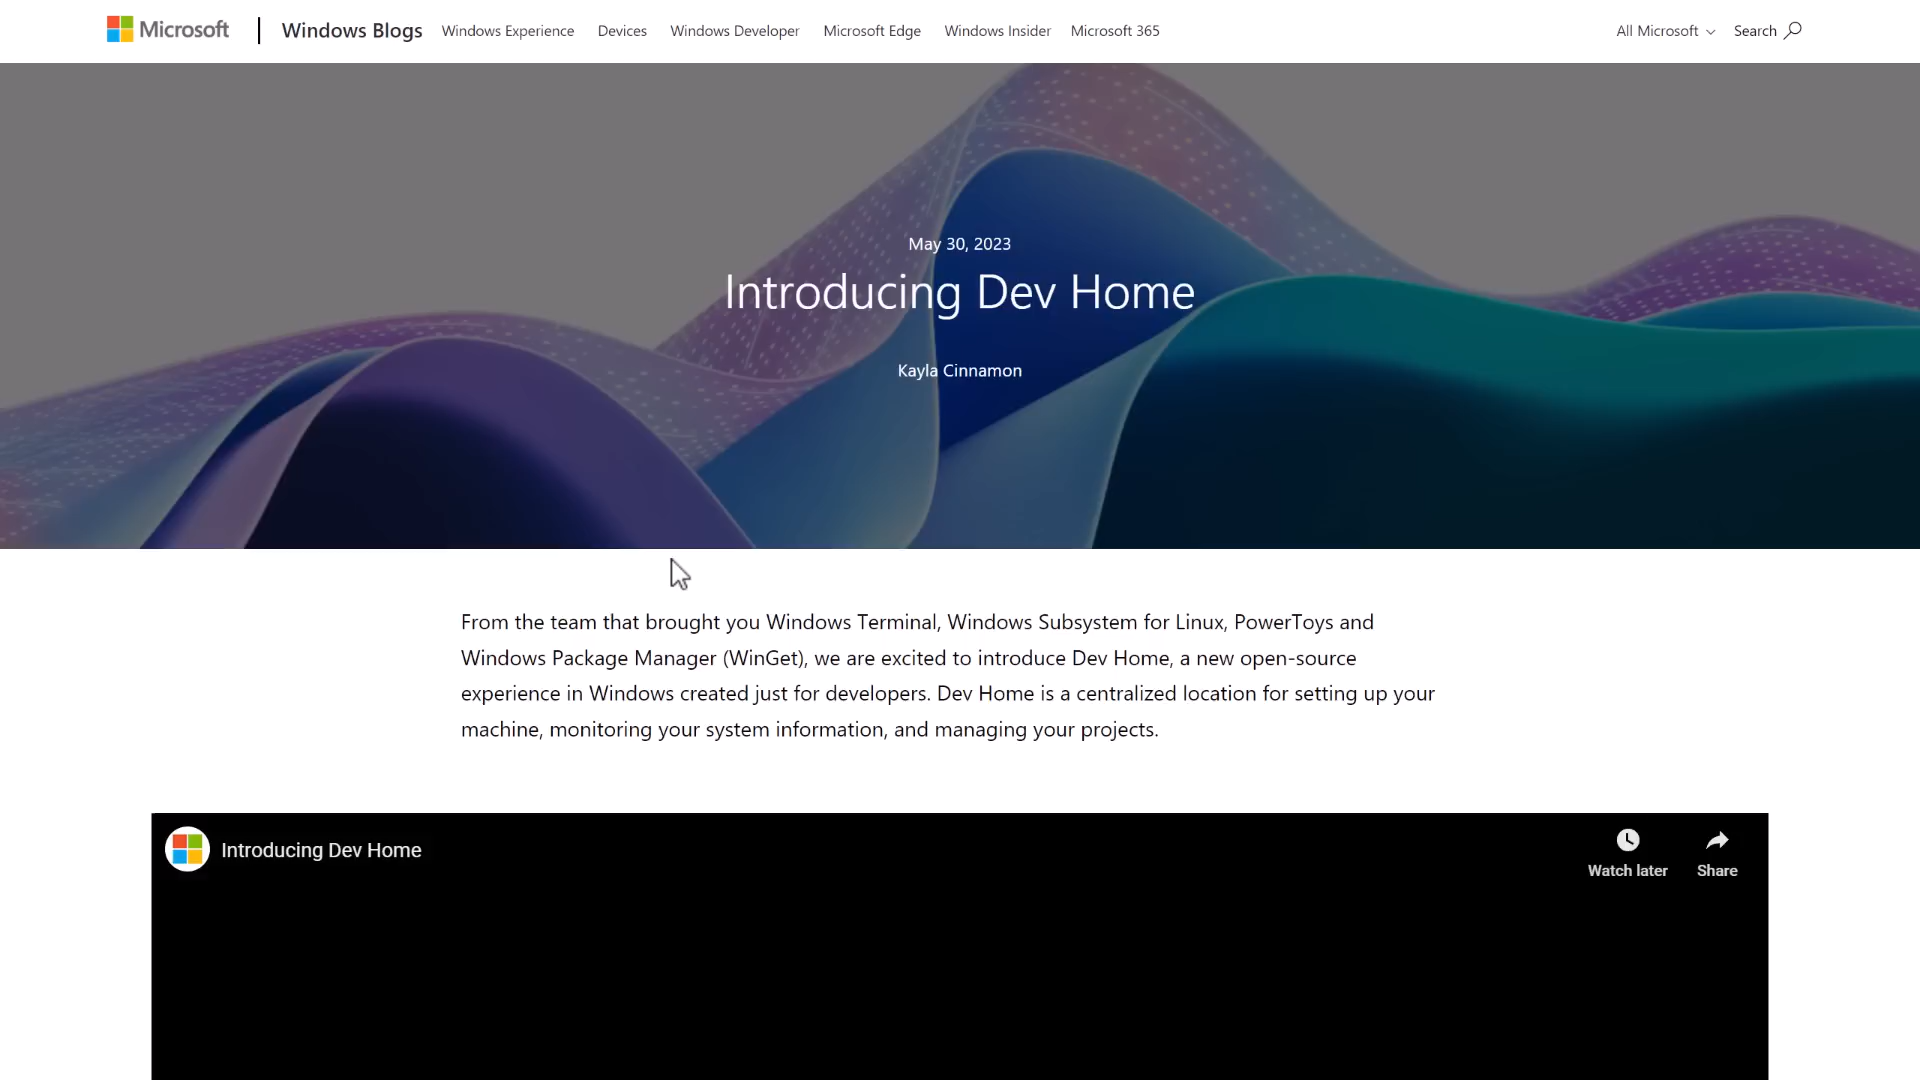 Microsoft
Windows Blogs
Windows Experience
Devices
Windows Developer
Microsoft Edge
Windows Insider
Microsoft 365
All Microsoft
Search
May 30, 2023
Introducing Dev Home
Kayla Cinnamon
From the team that brought you Windows Terminal, Windows Subsystem for Linux, PowerToys and
Windows Package Manager (WinGet), we are excited to introduce Dev Home, a new open-source
experience in Windows created just for developers. Dev Home is a centralized location for setting up your
machine, monitoring your system information, and managing your projects.
Introducing Dev Home
Watch later
Share